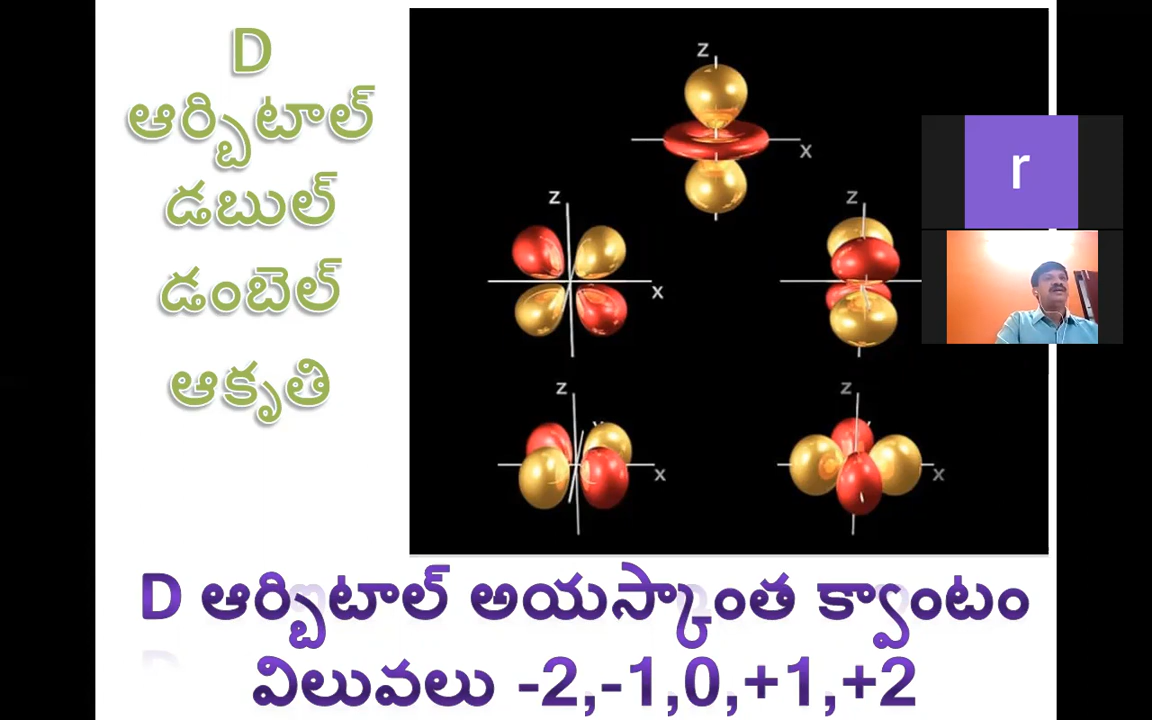 D
ఆర్బిటాల్
డబుల్
డంబెల్
ఆకృతి
Z
X
r
Z
X
Z
Z
X
Z
X
D ఆర్బిటాల్ అయస్కాంత క్వాంటం
విలువలు -2,-1,0,+1,+2